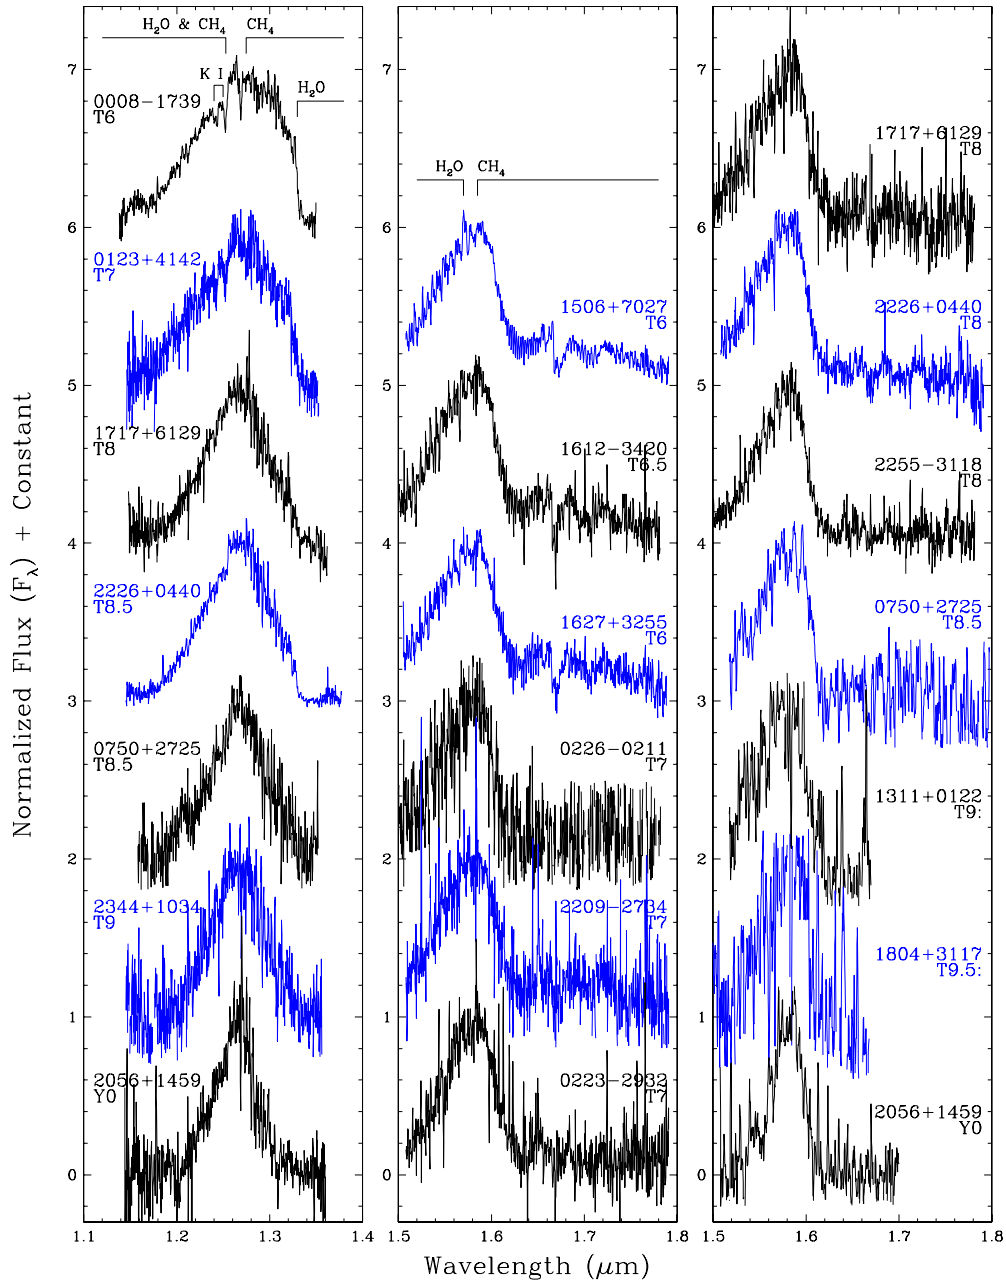 H₂O & CH₄ CH₄
K I
H₂O
0008−1739
T6
0123+4142
T7
1717+6129
T8
2226+0440
T8.5
0750+2725
T8.5
2344+1034
T9
2056+1459
Y0
H₂O CH₄
1506+7027
T6
1612−3420
T6.5
1627+3255
T6
0226−0211
T7
2209−2734
T7
0223−2932
T7
1717+6129
T8
2226+0440
T8
2255−3118
T8
0750+2725
T8.5
1311+0122
T9:
1804+3117
T9.5:
2056+1459
Y0
7
6
5
4
3
2
1
0
1.1 1.2 1.3 1.4
1.5 1.6 1.7 1.8
1.5 1.6 1.7 1.8
Normalized Flux (F_λ) + Constant
Wavelength (μm)